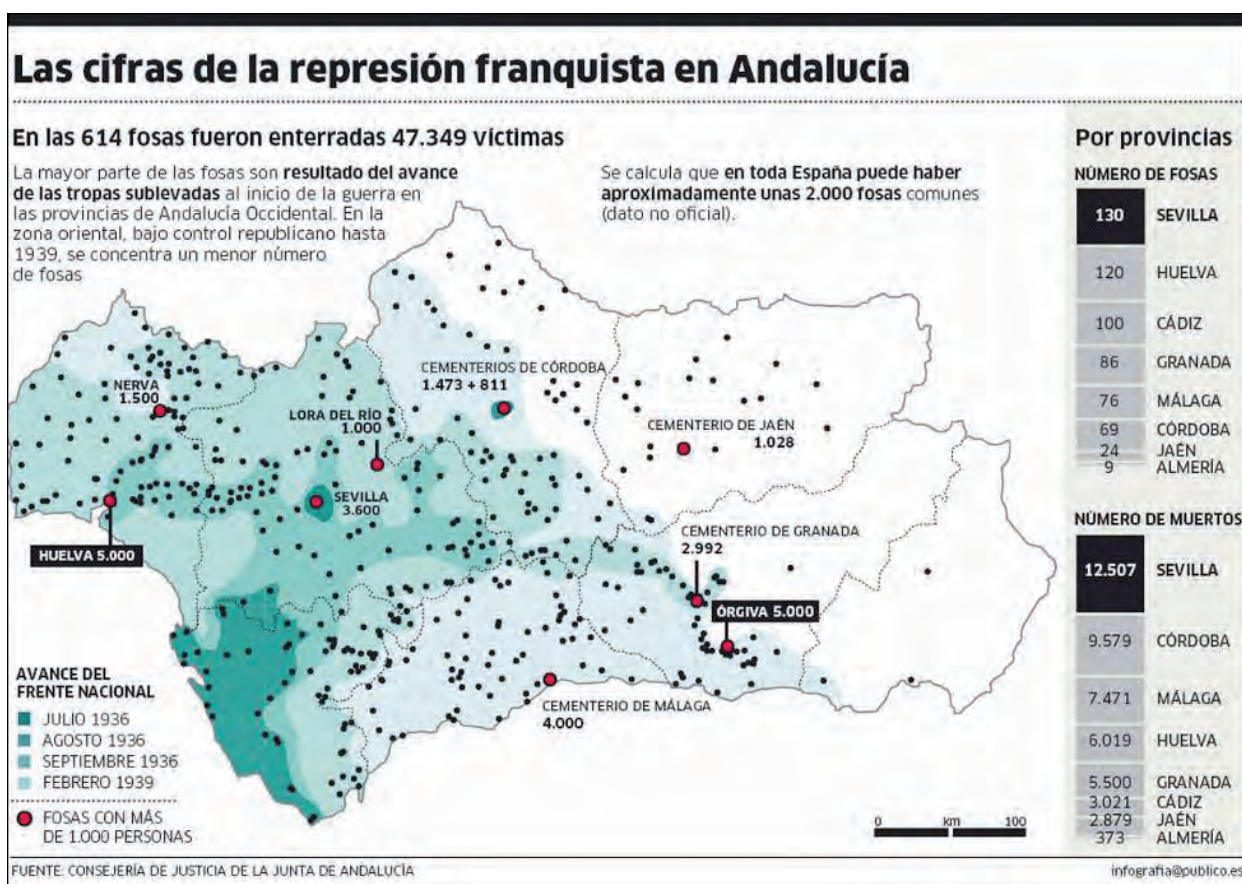 Las cifras de la represión franquista en Andalucía
En las 614 fosas fueron enterradas 47.349 víctimas
La mayor parte de las fosas son resultado del avance
de las tropas sublevadas al inicio de la guerra en
las provincias de Andalucía Occidental. En la
zona oriental, bajo control republicano hasta
1939, se concentra un menor número
de fosas
Se calcula que en toda España puede haber
aproximadamente unas 2.000 fosas comunes
(dato no oficial).
NERVA
1.500
LORA DEL RÍO
1.000
CEMENTERIOS DE CÓRDOBA
1.473 + 811
CEMENTERIO DE JAÉN
1.028
SEVILLA
3.600
HUELVA 5.000
CEMENTERIO DE GRANADA
2.992
ÓRGIVA 5.000
CEMENTERIO DE MÁLAGA
4.000
AVANCE DEL
FRENTE NACIONAL
JULIO 1936
AGOSTO 1936
SEPTIEMBRE 1936
FEBRERO 1939
FOSAS CON MÁS
DE 1.000 PERSONAS
0 km 100
Por provincias
NÚMERO DE FOSAS
130 SEVILLA
120 HUELVA
100 CÁDIZ
86 GRANADA
76 MÁLAGA
69 CÓRDOBA
24 JAÉN
9 ALMERÍA
NÚMERO DE MUERTOS
12.507 SEVILLA
9.579 CÓRDOBA
7.471 MÁLAGA
6.019 HUELVA
5.500 GRANADA
3.021 CÁDIZ
2.879 JAÉN
373 ALMERÍA
FUENTE: CONSEJERÍA DE JUSTICIA DE LA JUNTA DE ANDALUCÍA
infografia@publico.es